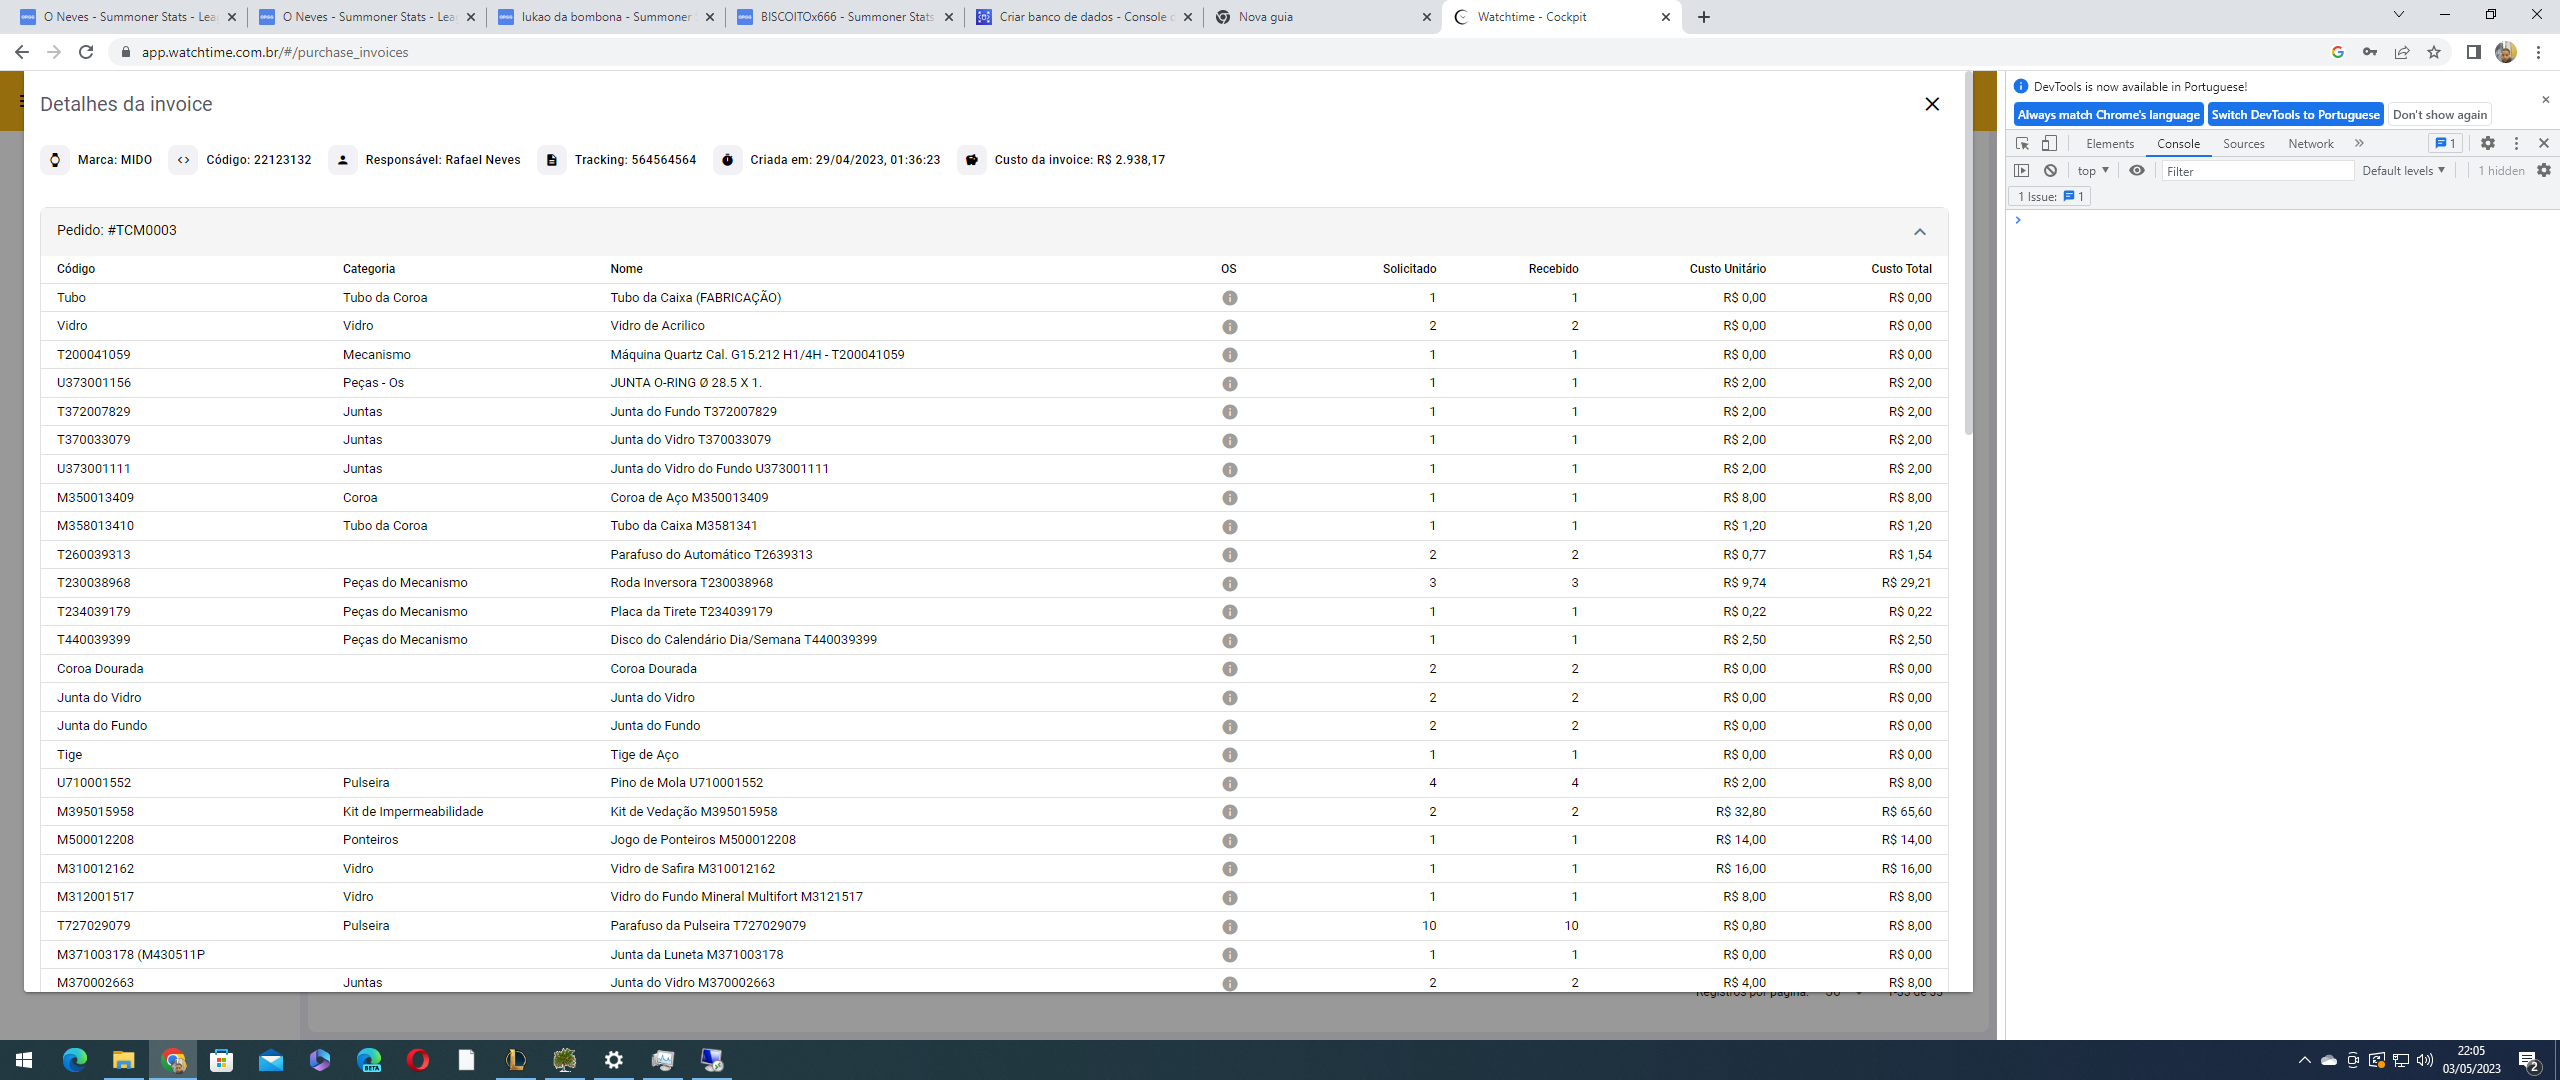 O Neves - Summoner Stats - Lea
O Neves - Summoner Stats - Lea
lukao da bombona - Summoner
BISCOITOx666 - Summoner Stats
Criar banco de dados - Console
Nova guia
Watchtime - Cockpit
app.watchtime.com.br/#/purchase_invoices
Detalhes da invoice
Marca: MIDO Código: 22123132 Responsável: Rafael Neves Tracking: 564564564 Criada em: 29/04/2023, 01:36:23 Custo da invoice: R$ 2.938,17
Pedido: #TCM0003
Código Categoria Nome OS Solicitado Recebido Custo Unitário Custo Total
Tubo Tubo da Coroa Tubo da Caixa (FABRICAÇÃO) 1 1 R$ 0,00 R$ 0,00
Vidro Vidro Vidro de Acrilico 2 2 R$ 0,00 R$ 0,00
T200041059 Mecanismo Máquina Quartz Cal. G15.212 H1/4H - T200041059 1 1 R$ 0,00 R$ 0,00
U373001156 Peças - Os JUNTA O-RING Ø 28.5 X 1. 1 1 R$ 2,00 R$ 2,00
T372007829 Juntas Junta do Fundo T372007829 1 1 R$ 2,00 R$ 2,00
T370033079 Juntas Junta do Vidro T370033079 1 1 R$ 2,00 R$ 2,00
U373001111 Juntas Junta do Vidro do Fundo U373001111 1 1 R$ 2,00 R$ 2,00
M350013409 Coroa Coroa de Aço M350013409 1 1 R$ 8,00 R$ 8,00
M358013410 Tubo da Coroa Tubo da Caixa M3581341 1 1 R$ 1,20 R$ 1,20
T260039313 Parafuso do Automático T2639313 2 2 R$ 0,77 R$ 1,54
T230038968 Peças do Mecanismo Roda Inversora T230038968 3 3 R$ 9,74 R$ 29,21
T234039179 Peças do Mecanismo Placa da Tirete T234039179 1 1 R$ 0,22 R$ 0,22
T440039399 Peças do Mecanismo Disco do Calendário Dia/Semana T440039399 1 1 R$ 2,50 R$ 2,50
Coroa Dourada Coroa Dourada 2 2 R$ 0,00 R$ 0,00
Junta do Vidro Junta do Vidro 2 2 R$ 0,00 R$ 0,00
Junta do Fundo Junta do Fundo 2 2 R$ 0,00 R$ 0,00
Tige Tige de Aço 1 1 R$ 0,00 R$ 0,00
U710001552 Pulseira Pino de Mola U710001552 4 4 R$ 2,00 R$ 8,00
M395015958 Kit de Impermeabilidade Kit de Vedação M395015958 2 2 R$ 32,80 R$ 65,60
M500012208 Ponteiros Jogo de Ponteiros M500012208 1 1 R$ 14,00 R$ 14,00
M310012162 Vidro Vidro de Safira M310012162 1 1 R$ 16,00 R$ 16,00
M312001517 Vidro Vidro do Fundo Mineral Multifort M3121517 1 1 R$ 8,00 R$ 8,00
T727029079 Pulseira Parafuso da Pulseira T727029079 10 10 R$ 0,80 R$ 8,00
M371003178 (M430511P Junta da Luneta M371003178 1 1 R$ 0,00 R$ 0,00
M370002663 Juntas Junta do Vidro M370002663 2 2 R$ 4,00 R$ 8,00
DevTools is now available in Portuguese!
Always match Chrome's language Switch DevTools to Portuguese Don't show again
Elements Console Sources Network 1
top Filter Default levels 1 hidden
1 Issue: 1
22:05
03/05/2023
2
BETA